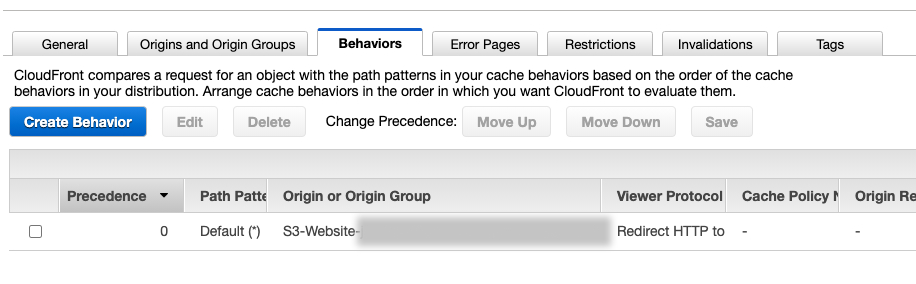 General Origins and Origin Groups Behaviors Error Pages Restrictions Invalidations Tags
CloudFront compares a request for an object with the path patterns in your cache behaviors based on the order of the cache
behaviors in your distribution. Arrange cache behaviors in the order in which you want CloudFront to evaluate them.
Create Behavior Edit Delete Change Precedence: Move Up Move Down Save
Precedence Path Patte Origin or Origin Group Viewer Protocol Cache Policy N Origin Re
0 Default (*) S3-Website- Redirect HTTP to - -